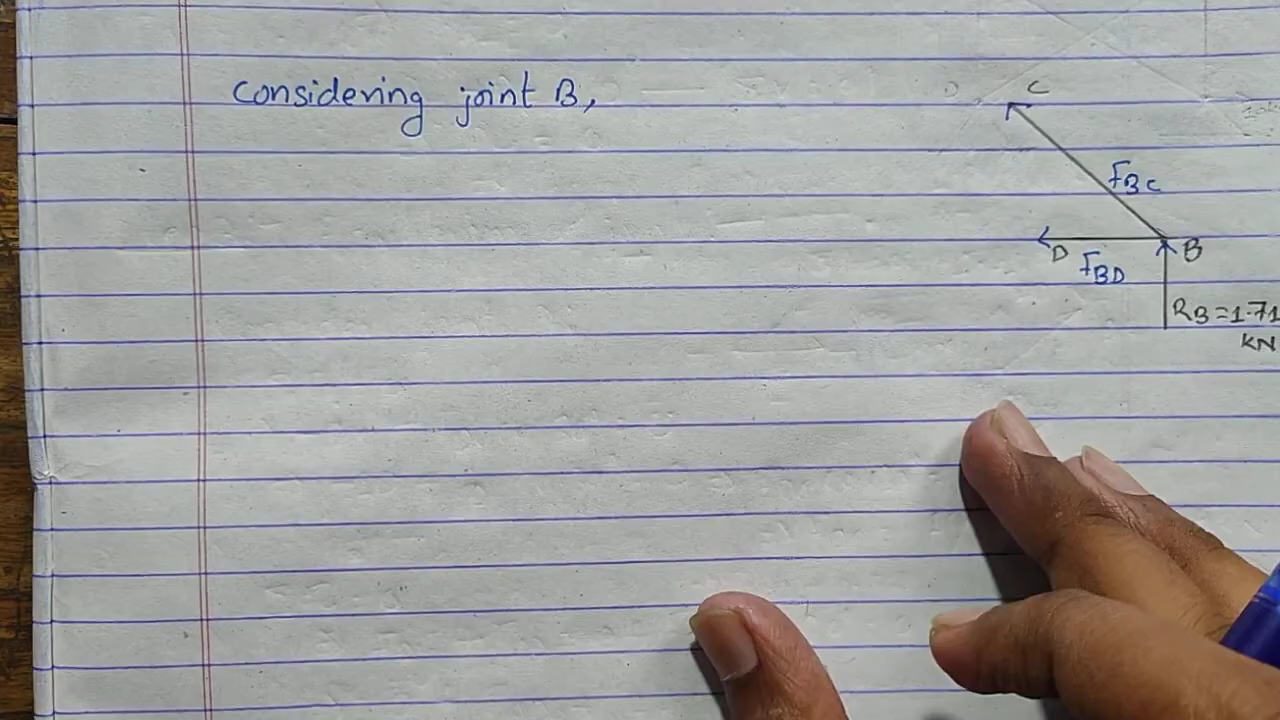 Considering joint B,
C
FBC
D
B
FBD
RB = 1.71
KN